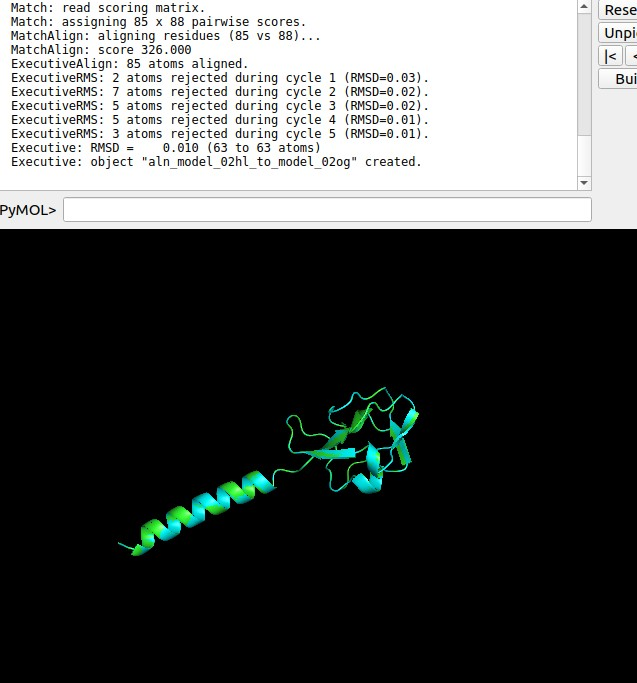 Match: read scoring matrix.
Match: assigning 85 x 88 pairwise scores.
MatchAlign: aligning residues (85 vs 88)...
MatchAlign: score 326.000
ExecutiveAlign: 85 atoms aligned.
ExecutiveRMS: 2 atoms rejected during cycle 1 (RMSD=0.03).
ExecutiveRMS: 7 atoms rejected during cycle 2 (RMSD=0.02).
ExecutiveRMS: 5 atoms rejected during cycle 3 (RMSD=0.02).
ExecutiveRMS: 5 atoms rejected during cycle 4 (RMSD=0.01).
ExecutiveRMS: 3 atoms rejected during cycle 5 (RMSD=0.01).
Executive: RMSD =    0.010 (63 to 63 atoms)
Executive: object "aln_model_02hl_to_model_02og" created.
PyMOL>
Rese
Unpi
|<
<
Bui